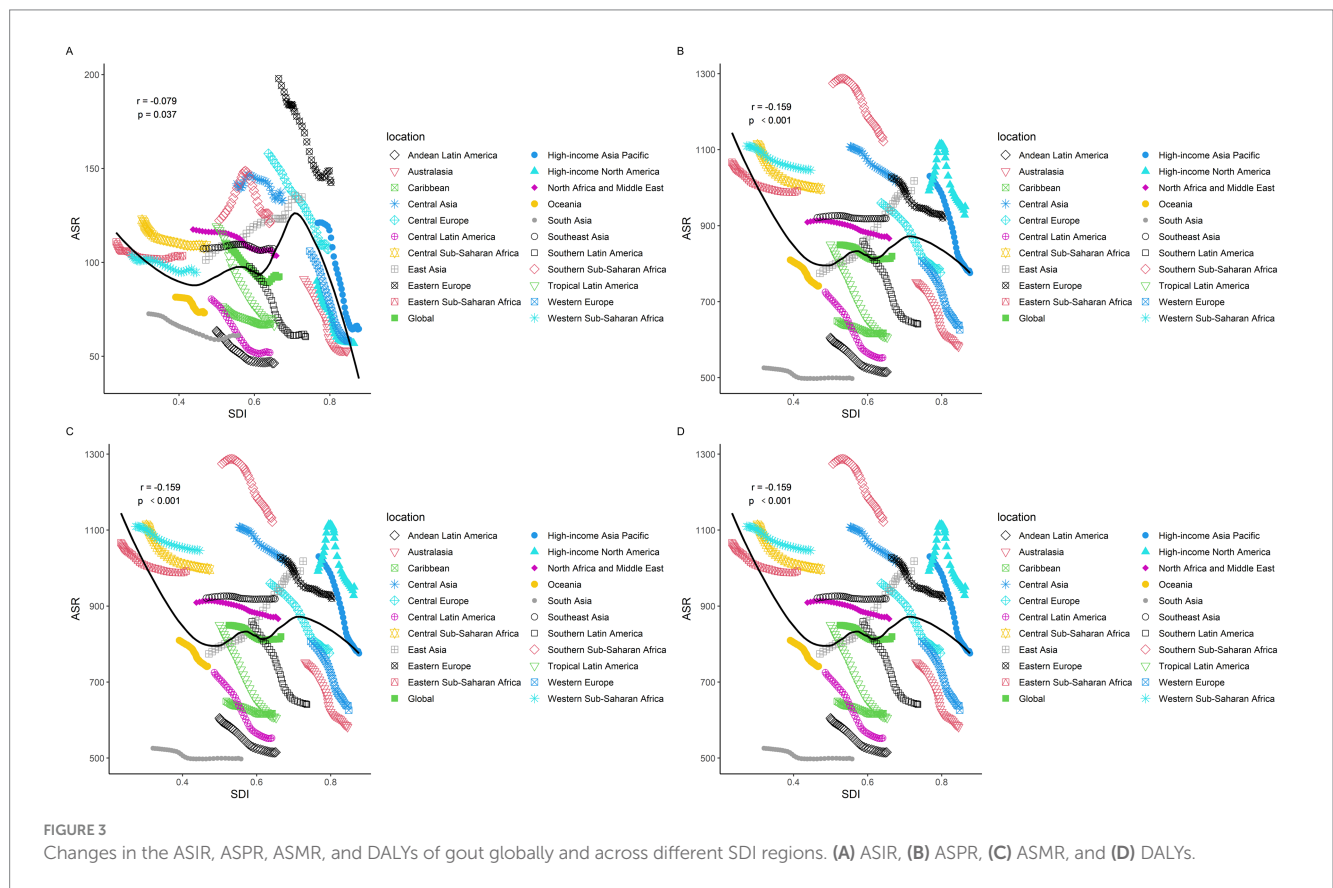 A
200
150
100
50
ASR
r = -0.079
p = 0.037
0.4 0.6 0.8
SDI
location
Andean Latin America
Australasia
Caribbean
Central Asia
Central Europe
Central Latin America
Central Sub-Saharan Africa
East Asia
Eastern Europe
Eastern Sub-Saharan Africa
Global
High-income Asia Pacific
High-income North America
North Africa and Middle East
Oceania
South Asia
Southeast Asia
Southern Latin America
Southern Sub-Saharan Africa
Tropical Latin America
Western Europe
Western Sub-Saharan Africa
B
1300
1100
900
700
500
ASR
r = -0.159
p < 0.001
0.4 0.6 0.8
SDI
location
Andean Latin America
Australasia
Caribbean
Central Asia
Central Europe
Central Latin America
Central Sub-Saharan Africa
East Asia
Eastern Europe
Eastern Sub-Saharan Africa
Global
High-income Asia Pacific
High-income North America
North Africa and Middle East
Oceania
South Asia
Southeast Asia
Southern Latin America
Southern Sub-Saharan Africa
Tropical Latin America
Western Europe
Western Sub-Saharan Africa
C
1300
1100
900
700
500
ASR
r = -0.159
p < 0.001
0.4 0.6 0.8
SDI
location
Andean Latin America
Australasia
Caribbean
Central Asia
Central Europe
Central Latin America
Central Sub-Saharan Africa
East Asia
Eastern Europe
Eastern Sub-Saharan Africa
Global
High-income Asia Pacific
High-income North America
North Africa and Middle East
Oceania
South Asia
Southeast Asia
Southern Latin America
Southern Sub-Saharan Africa
Tropical Latin America
Western Europe
Western Sub-Saharan Africa
D
1300
1100
900
700
500
ASR
r = -0.159
p < 0.001
0.4 0.6 0.8
SDI
location
Andean Latin America
Australasia
Caribbean
Central Asia
Central Europe
Central Latin America
Central Sub-Saharan Africa
East Asia
Eastern Europe
Eastern Sub-Saharan Africa
Global
High-income Asia Pacific
High-income North America
North Africa and Middle East
Oceania
South Asia
Southeast Asia
Southern Latin America
Southern Sub-Saharan Africa
Tropical Latin America
Western Europe
Western Sub-Saharan Africa
FIGURE 3
Changes in the ASIR, ASPR, ASMR, and DALYs of gout globally and across different SDI regions. (A) ASIR, (B) ASPR, (C) ASMR, and (D) DALYs.